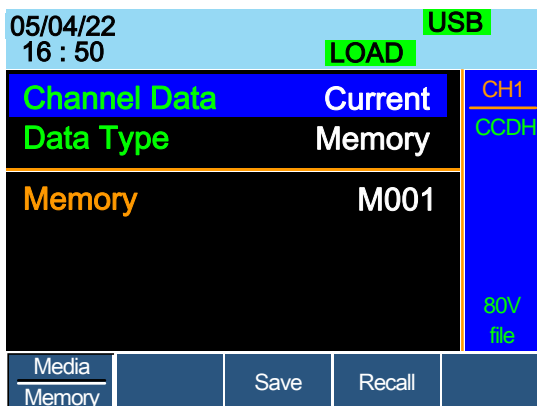 05/04/22 USB
16 : 50 LOAD
Channel Data Current
Data Type Memory
Memory M001
CH1
CCDH
80V
file
Media
Memory
Save
Recall